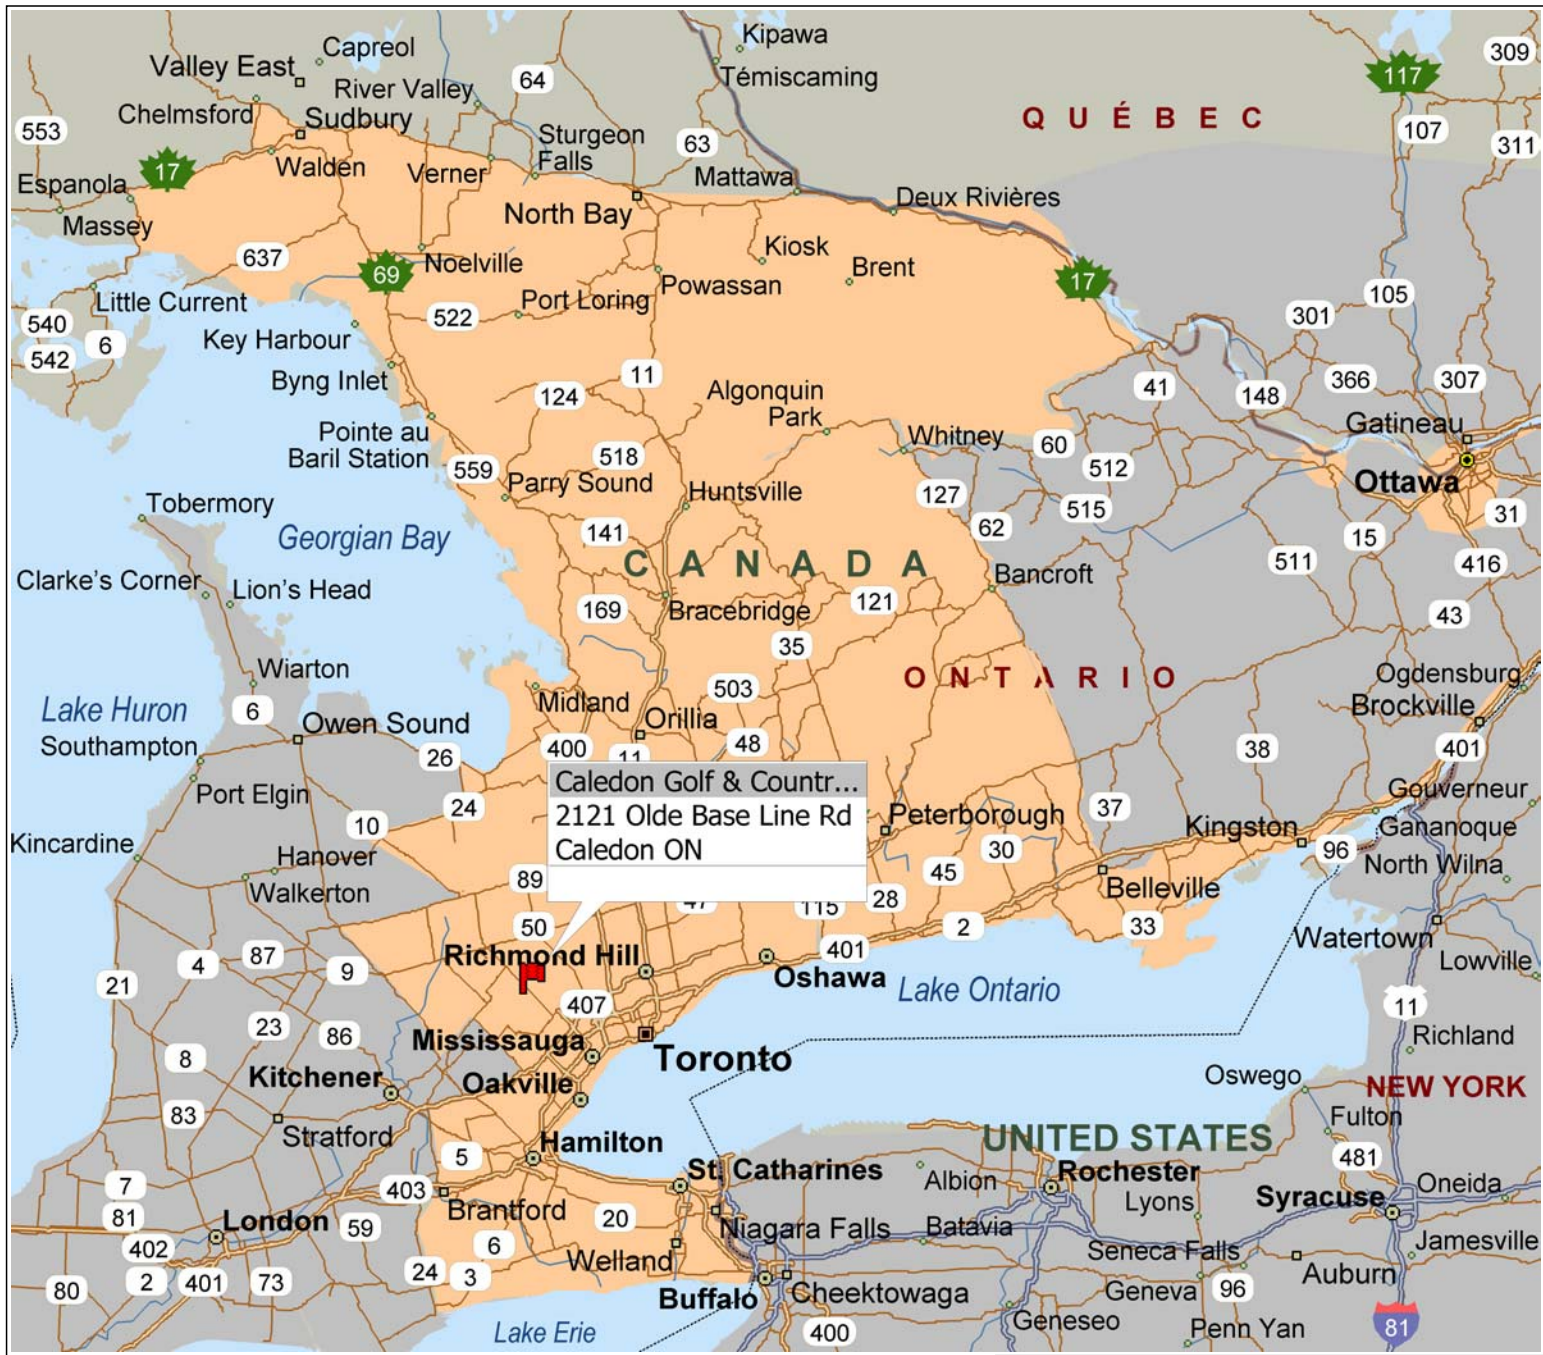 Kipawa
309
Capreol
117
Valley East
Témiscaming
River Valley
64
QUÉBEC
Chelmsford
Sudbury
107
553
Sturgeon
Falls
63
311
17
Walden
Verner
Espanola
Mattawa
Deux Rivières
Massey
North Bay
637
Noelville
Kiosk
69
Brent
17
Powassan
Little Current
Port Loring
105
540
6
522
301
Key Harbour
542
Byng Inlet
11
124
Algonquin
Park
41
148
366
307
Pointe au
Baril Station
Whitney
60
Gatineau
518
559
512
Parry Sound
Huntsville
127
Ottawa
Tobermory
62
515
31
Georgian Bay
141
15
CANADA
511
416
Clarke's Corner
Lion's Head
Bancroft
169
Bracebridge
121
43
35
Wiarton
ONTARIO
Ogdensburg
503
Midland
Brockville
Lake Huron
6
Owen Sound
Orillia
Southampton
26
400
11
48
38
401
Port Elgin
24
Caledon Golf & Countr...
2121 Olde Base Line Rd
Caledon ON
37
Gouverneur
10
Peterborough
Kingston
Gananoque
Kincardine
Hanover
30
96
North Wilna
Walkerton
89
45
Belleville
47
115
28
50
2
33
Watertown
87
Richmond Hill
401
4
9
Oshawa
Lowville
21
407
Lake Ontario
11
23
86
Richland
8
Mississauga
Toronto
Kitchener
Oakville
Oswego
NEW YORK
83
Stratford
Fulton
Hamilton
UNITED STATES
5
St. Catharines
481
7
403
Albion
Rochester
Oneida
81
Brantford
Lyons
Syracuse
London
59
20
Niagara Falls
Batavia
402
6
Welland
Seneca Falls
Jamesville
2
401
73
24
3
80
Buffalo
Cheektowaga
Geneva
96
Auburn
Lake Erie
400
Geneseo
Penn Yan
81